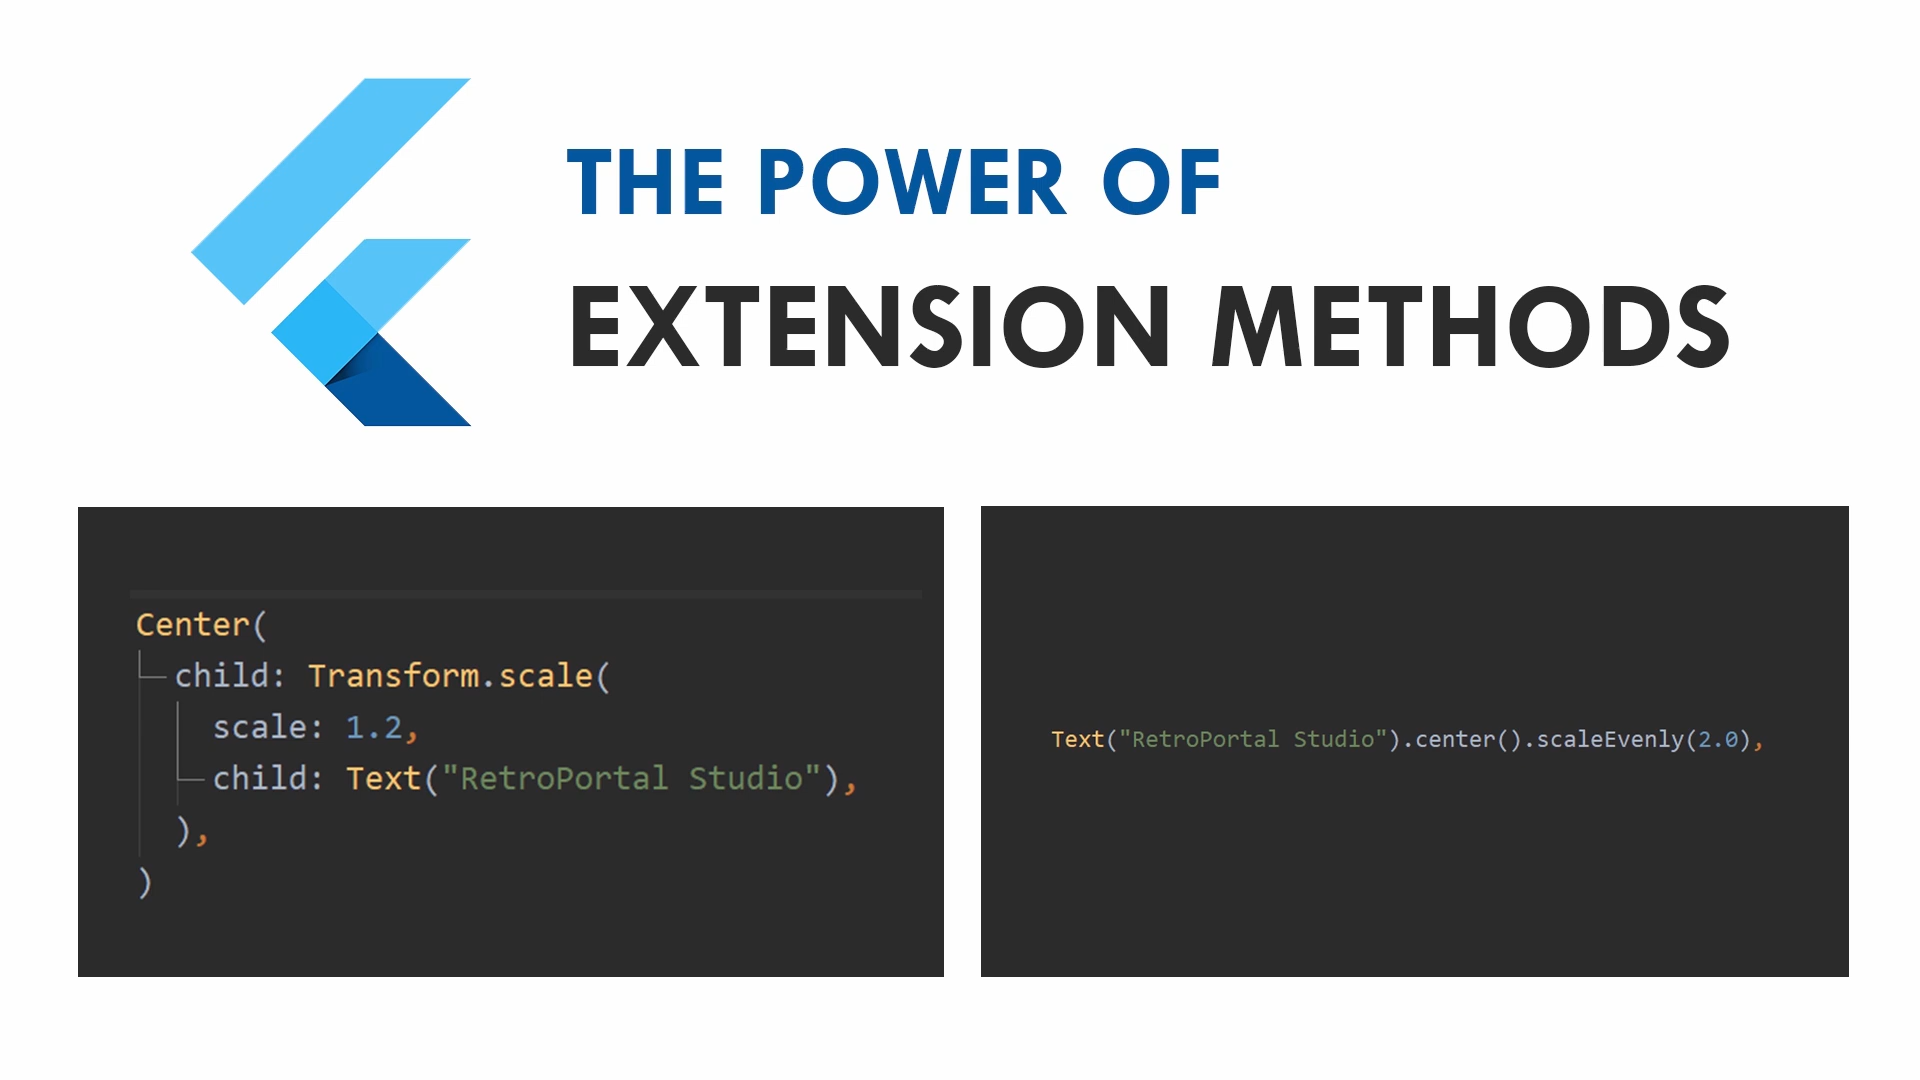 THE POWER OF
EXTENSION METHODS
Center(
child: Transform.scale(
scale: 1.2,
child: Text("RetroPortal Studio"),
),
)
Text("RetroPortal Studio").center().scaleEvenly(2.0),